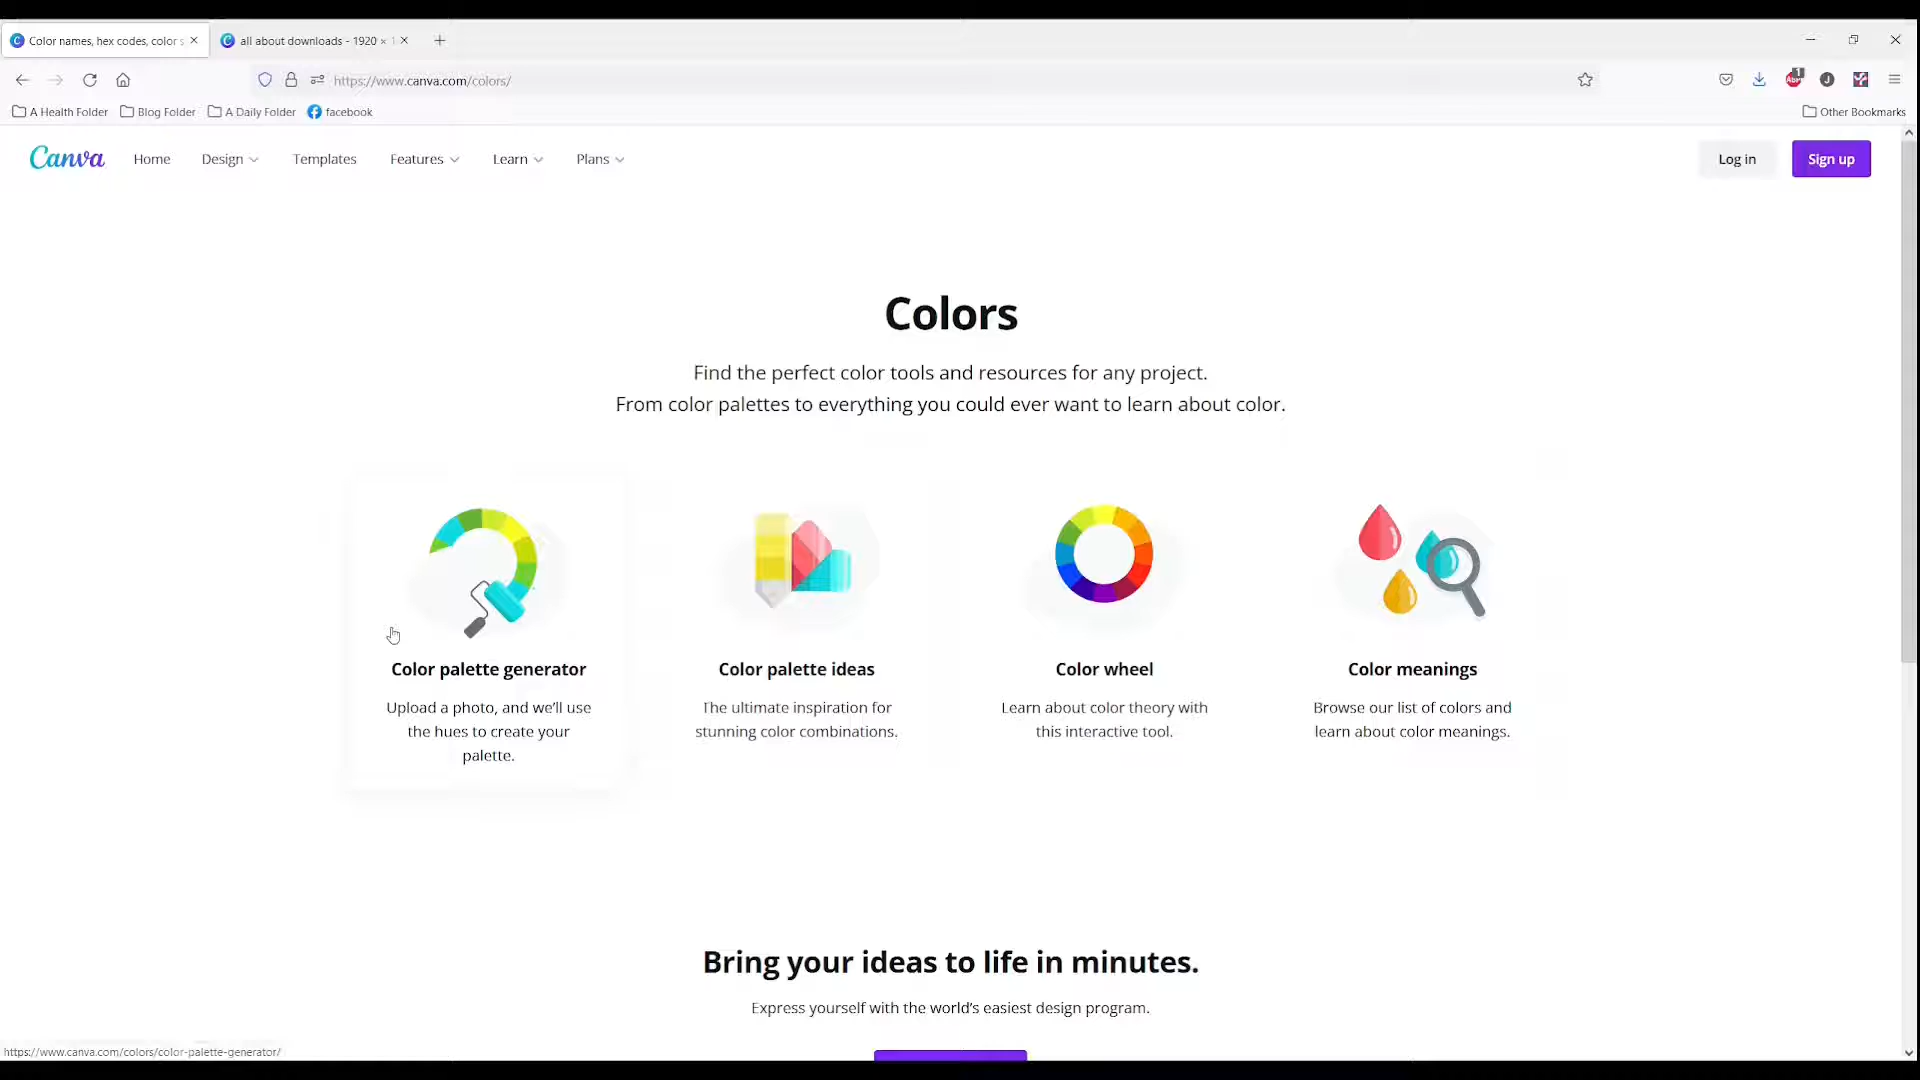 Color names, hex codes, color s
all about downloads - 1920 × 1
https://www.canva.com/colors/
A Health Folder
Blog Folder
A Daily Folder
facebook
Other Bookmarks
Canva
Home
Design
Templates
Features
Learn
Plans
Log in
Sign up
Colors
Find the perfect color tools and resources for any project.
From color palettes to everything you could ever want to learn about color.
Color palette generator
Upload a photo, and we'll use
the hues to create your
palette.
Color palette ideas
The ultimate inspiration for
stunning color combinations.
Color wheel
Learn about color theory with
this interactive tool.
Color meanings
Browse our list of colors and
learn about color meanings.
Bring your ideas to life in minutes.
Express yourself with the world's easiest design program.
https://www.canva.com/colors/color-palette-generator/